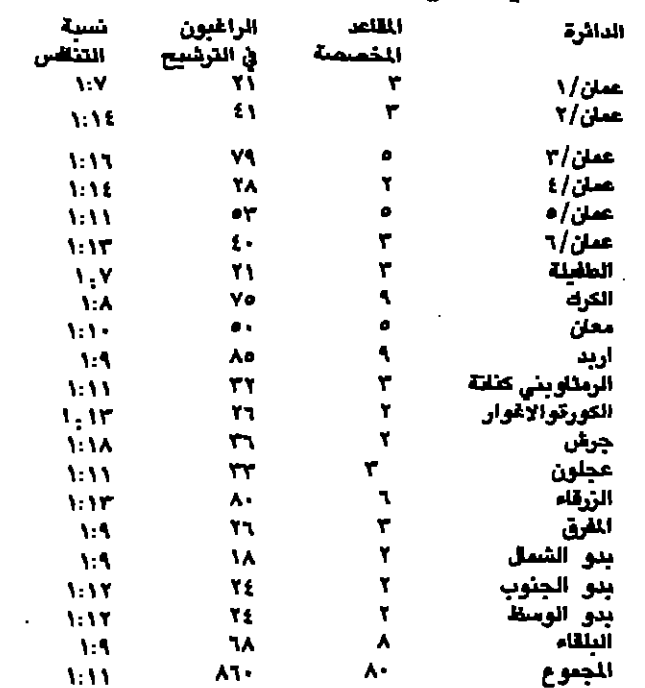 الدائرة المقاعد الراغبون نسبة
المخصصة في الترشيح التنافس
عمان/١ ٣ ٢١ ١:٧
عمان/٢ ٣ ٤١ ١:١٤
عمان/٣ ٥ ٧٩ ١:١٦
عمان/٤ ٢ ٢٨ ١:١٤
عمان/٥ ٥ ٥٣ ١:١١
عمان/٦ ٣ ٤٠ ١:١٣
الطفيلة ٣ ٢١ ١:٧
الكرك ٩ ٧٥ ١:٨
معان ٥ ٥٠ ١:١٠
اربد ٩ ٨٥ ١:٩
الرمثاوبني كنانة ٣ ٣٢ ١:١١
الكورةوالاغوار ٢ ٢٦ ١:١٣
جرش ٢ ٣٦ ١:١٨
عجلون ٣ ٣٣ ١:١١
الزرقاء ٦ ٨٠ ١:١٣
المفرق ٣ ٢٦ ١:٩
بدو الشمال ٢ ١٨ ١:٩
بدو الجنوب ٢ ٢٤ ١:١٢
بدو الوسط ٢ ٢٤ ١:١٢
البلقاء ٨ ٦٨ ١:٩
المجموع ٨٠ ٨٦٠ ١:١١